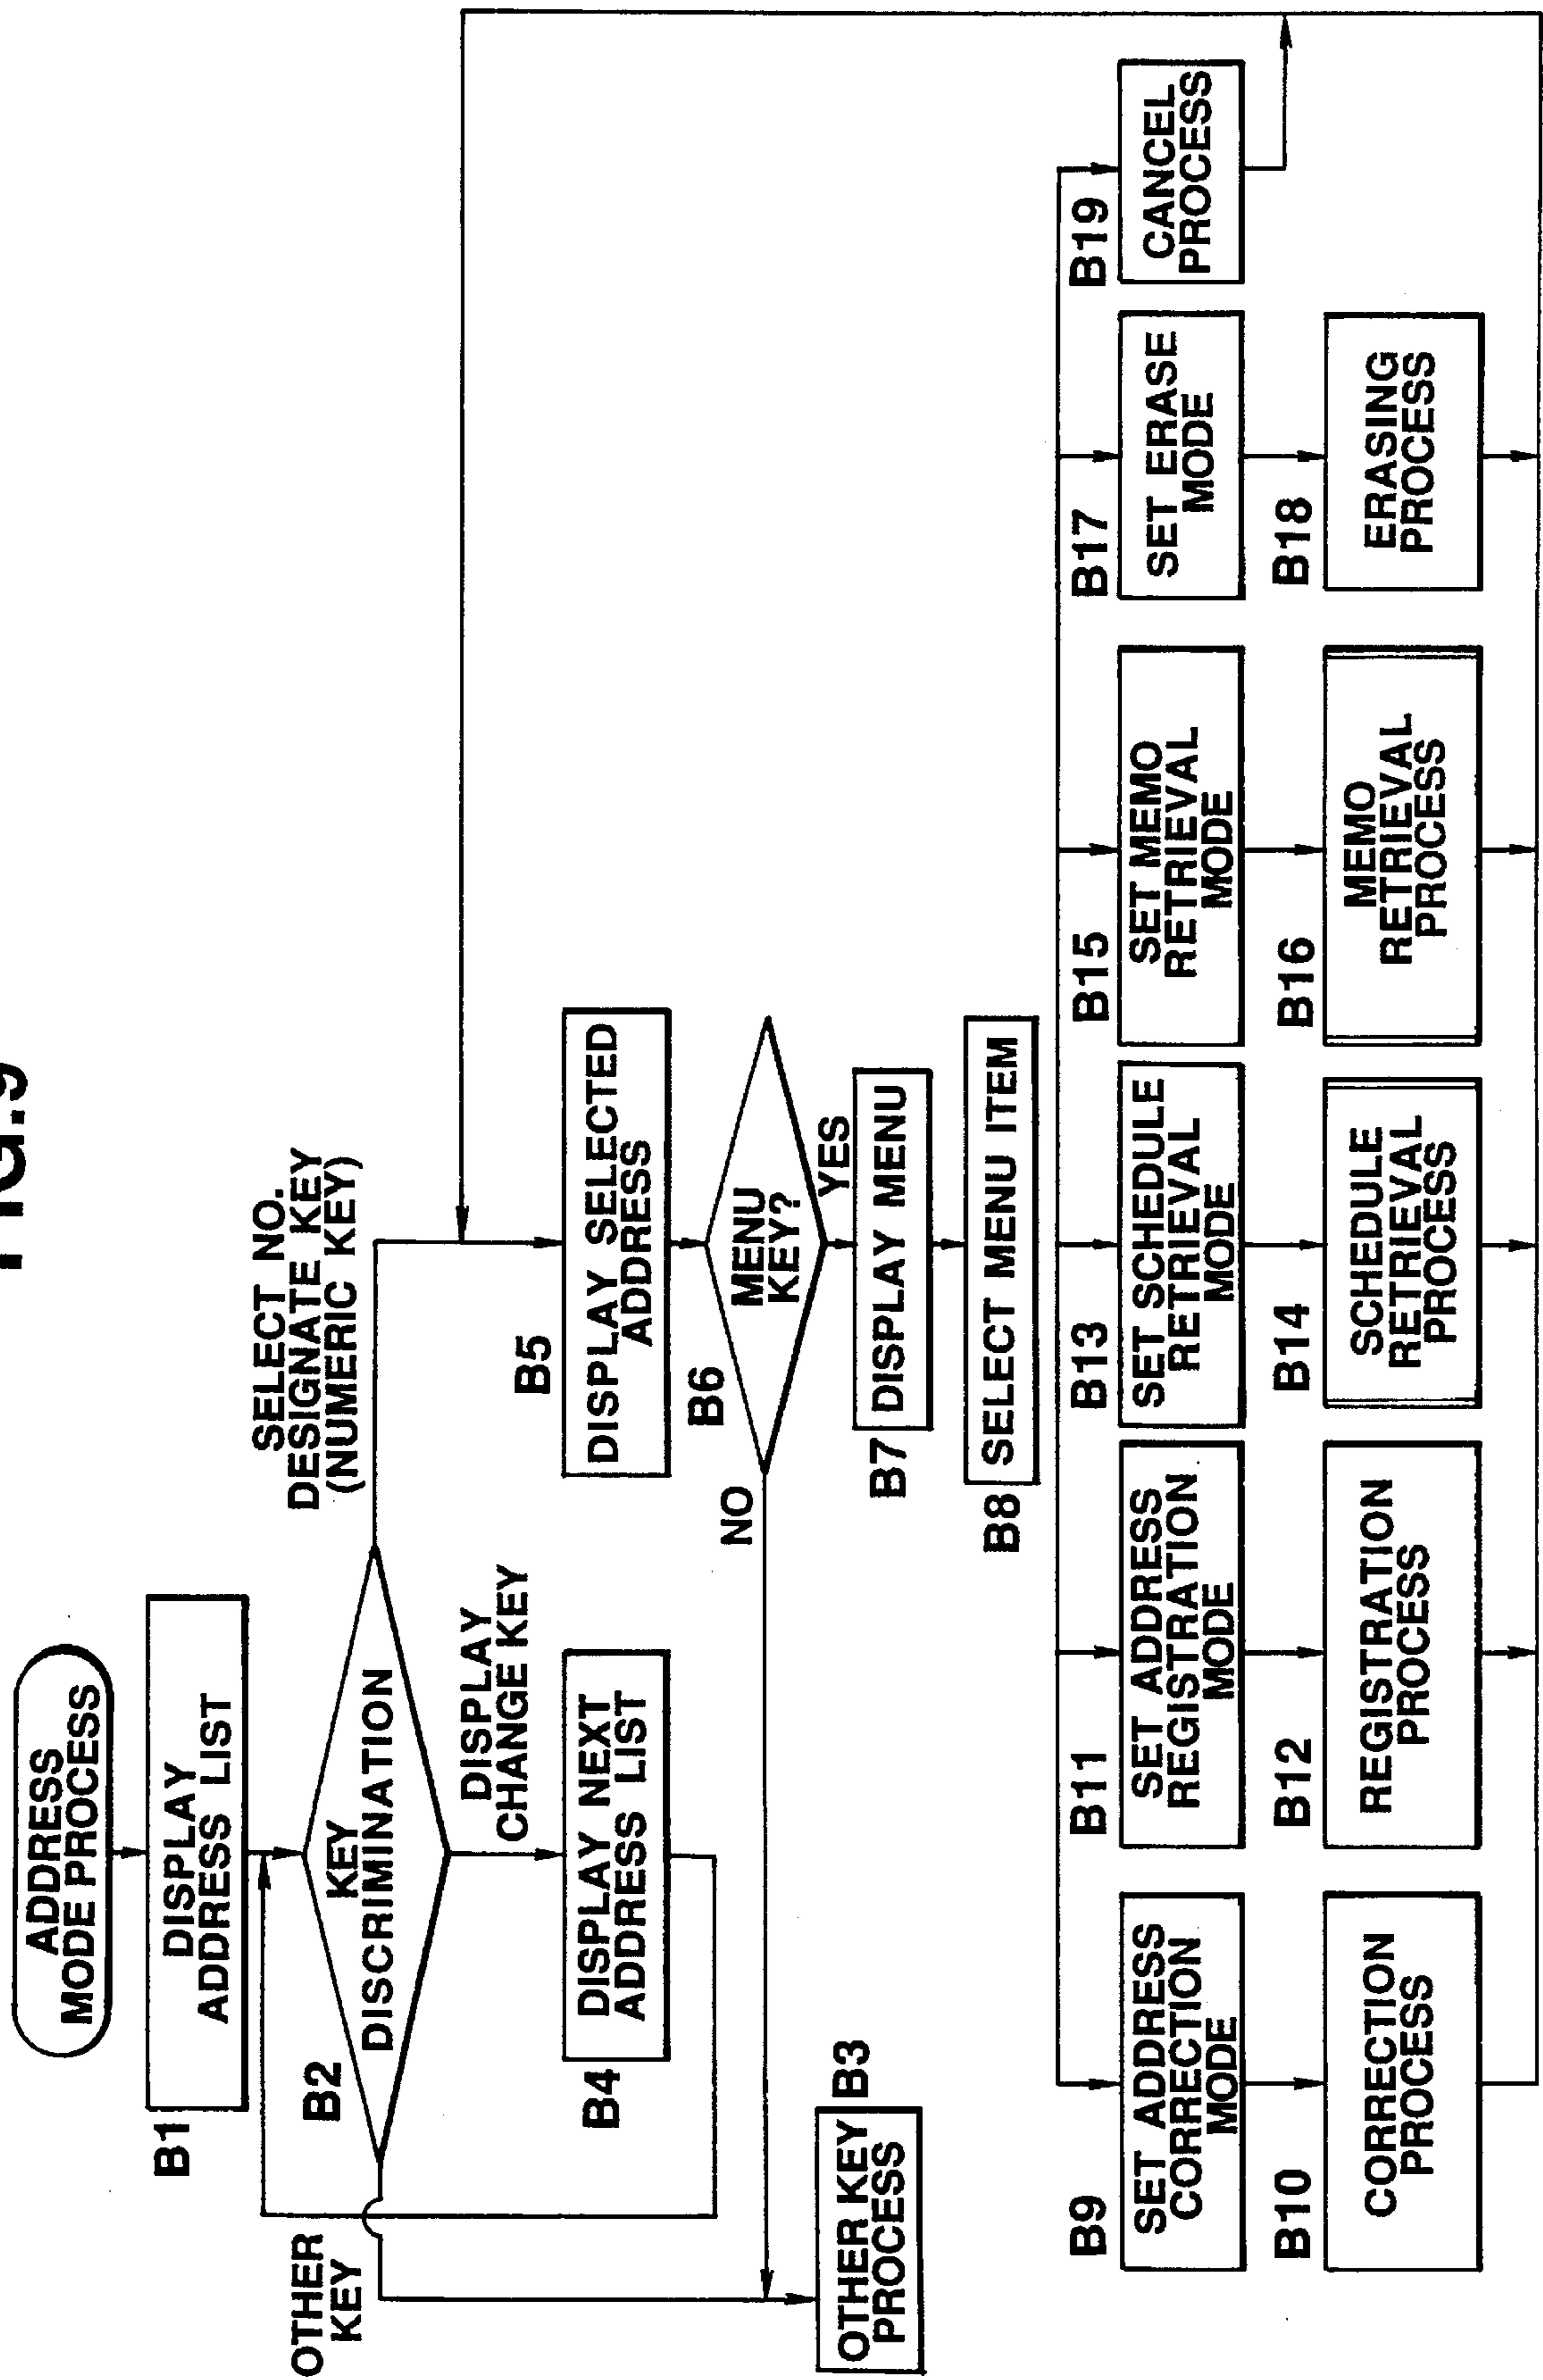 FIG.9
ADDRESS
MODE PROCESS
B1
DISPLAY
ADDRESS LIST
B2
KEY
DISCRIMINATION
OTHER
KEY
SELECT NO.
DESIGNATE KEY
(NUMERIC KEY)
DISPLAY
CHANGE KEY
B4
DISPLAY NEXT
ADDRESS LIST
B5
DISPLAY SELECTED
ADDRESS
B6
MENU
KEY?
NO
YES
OTHER KEY
PROCESS
B3
B7
DISPLAY MENU
B8
SELECT MENU ITEM
B9
SET ADDRESS
CORRECTION
MODE
B11
SET ADDRESS
REGISTRATION
MODE
B13
SET SCHEDULE
RETRIEVAL
MODE
B15
SET MEMO
RETRIEVAL
MODE
B17
SET ERASE
MODE
B19
CANCEL
PROCESS
B10
CORRECTION
PROCESS
B12
REGISTRATION
PROCESS
B14
SCHEDULE
RETRIEVAL
PROCESS
B16
MEMO
RETRIEVAL
PROCESS
B18
ERASING
PROCESS